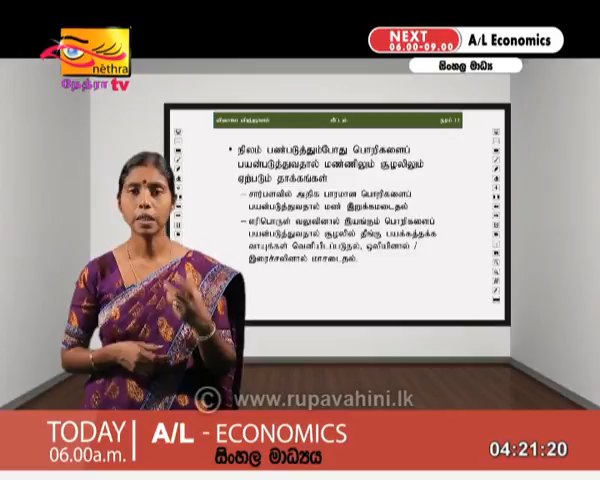 NEXT
06.00-09.00
A/L Economics
සිංහල මාධ්‍ය
nēthra
நேத்ரா tv
• நிலம் பண்படுத்தும்போது பொறிகளைப்
பயன்படுத்துவதால் மண்ணிலும் சூழலிலும்
ஏற்படும் தாக்கங்கள்
– சார்பளவில் அதிக பாரமான பொறிகளைப்
பயன்படுத்துவதால் மண் இறுக்கமடைதல்
– எரிபொருள் வலுவினால் இயங்கும் பொறிகளைப்
பயன்படுத்துவதால் சூழலில் தீங்கு பயக்கத்தக்க
வாயுக்கள் வெளியிடப்படுதல், ஒலியினால் /
இரைச்சலினால் மாசடைதல்.
© www.rupavahini.lk
TODAY
06.00a.m.
A/L - ECONOMICS
සිංහල මාධ්‍යය
04:21:20